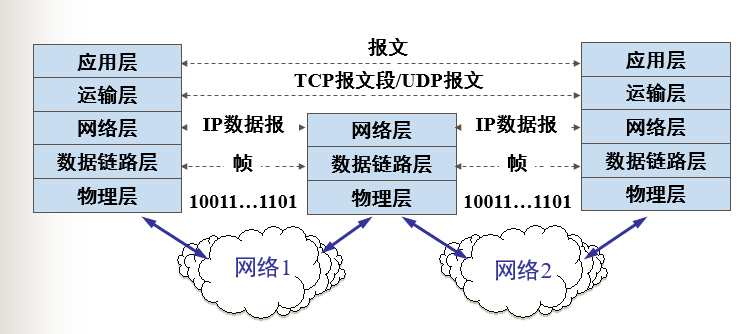 报文
应用层
应用层
TCP报文段/UDP报文
运输层
运输层
网络层
IP数据报
网络层
IP数据报
网络层
数据链路层
帧
数据链路层
帧
数据链路层
物理层
10011…1101
物理层
10011…1101
物理层
网络1
网络2